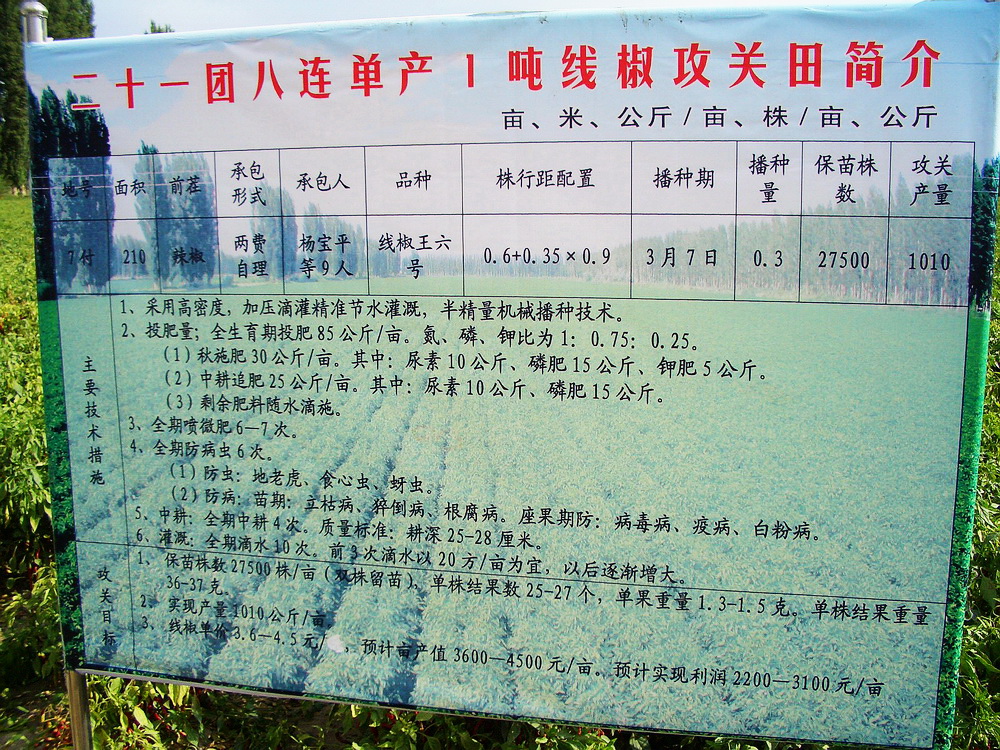 二十一团八连单产1吨线椒攻关田简介
亩、米、公斤/亩、株/亩、公斤
地号 面积 前茬 承包形式 承包人 品种 株行距配置 播种期 播种量 保苗株数 攻关产量
7付 210 辣椒 两费自理 杨宝平等9人 线椒王六号 0.6+0.35×0.9 3月7日 0.3 27500 1010
主要技术措施
1、采用高密度，加压滴灌精准节水灌溉，半精量机械播种技术。
2、投肥量；全生育期投肥85公斤/亩。氮、磷、钾比为1：0.75：0.25。
（1）秋施肥30公斤/亩。其中：尿素10公斤、磷肥15公斤、钾肥5公斤。
（2）中耕追肥25公斤/亩。其中：尿素10公斤、磷肥15公斤。
（3）剩余肥料随水滴施。
3、全期喷微肥6—7次。
4、全期防病虫6次。
（1）防虫：地老虎、食心虫、蚜虫。
（2）防病：苗期：立枯病、猝倒病、根腐病。座果期防：病毒病、疫病、白粉病。
5、中耕：全期中耕4次。质量标准：耕深25-28厘米。
6、灌溉：全期滴水10次。前3次滴水以20方/亩为宜，以后逐渐增大。
攻关目标
1、保苗株数27500株/亩（双株留苗）、单株结果数25-27个，单果重量1.3-1.5克。单株结果重量
36-37克。
2、实现产量1010公斤/亩。
3、线椒单价3.6—4.5元/ ，预计亩产值3600—4500元/亩。预计实现利润2200—3100元/亩